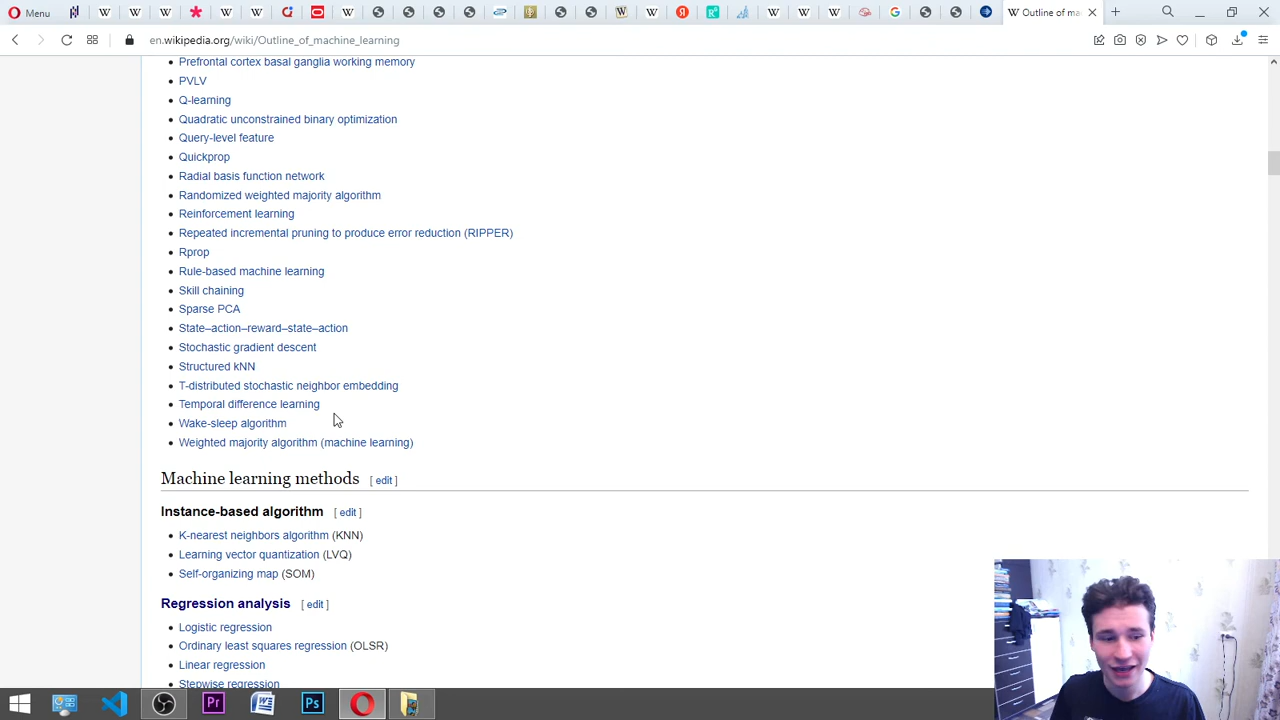 Menu
Outline of ma
en.wikipedia.org/wiki/Outline_of_machine_learning
Prefrontal cortex basal ganglia working memory
PVLV
Q-learning
Quadratic unconstrained binary optimization
Query-level feature
Quickprop
Radial basis function network
Randomized weighted majority algorithm
Reinforcement learning
Repeated incremental pruning to produce error reduction (RIPPER)
Rprop
Rule-based machine learning
Skill chaining
Sparse PCA
State–action–reward–state–action
Stochastic gradient descent
Structured kNN
T-distributed stochastic neighbor embedding
Temporal difference learning
Wake-sleep algorithm
Weighted majority algorithm (machine learning)
Machine learning methods [ edit ]
Instance-based algorithm [ edit ]
K-nearest neighbors algorithm (KNN)
Learning vector quantization (LVQ)
Self-organizing map (SOM)
Regression analysis [ edit ]
Logistic regression
Ordinary least squares regression (OLSR)
Linear regression
Stepwise regression
Pr
Ps